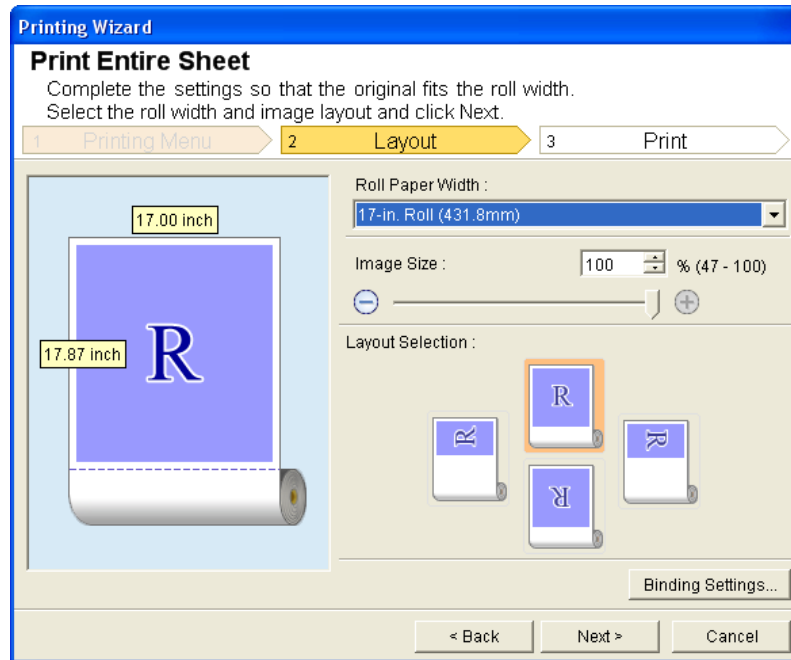 Printing Wizard
Print Entire Sheet
Complete the settings so that the original fits the roll width.
Select the roll width and image layout and click Next.
1 Printing Menu 2 Layout 3 Print
Roll Paper Width :
17-in. Roll (431.8mm)
17.00 inch
Image Size : 100 % (47 - 100)
17.87 inch
R
Layout Selection :
R
R
R
R
Binding Settings...
< Back Next > Cancel